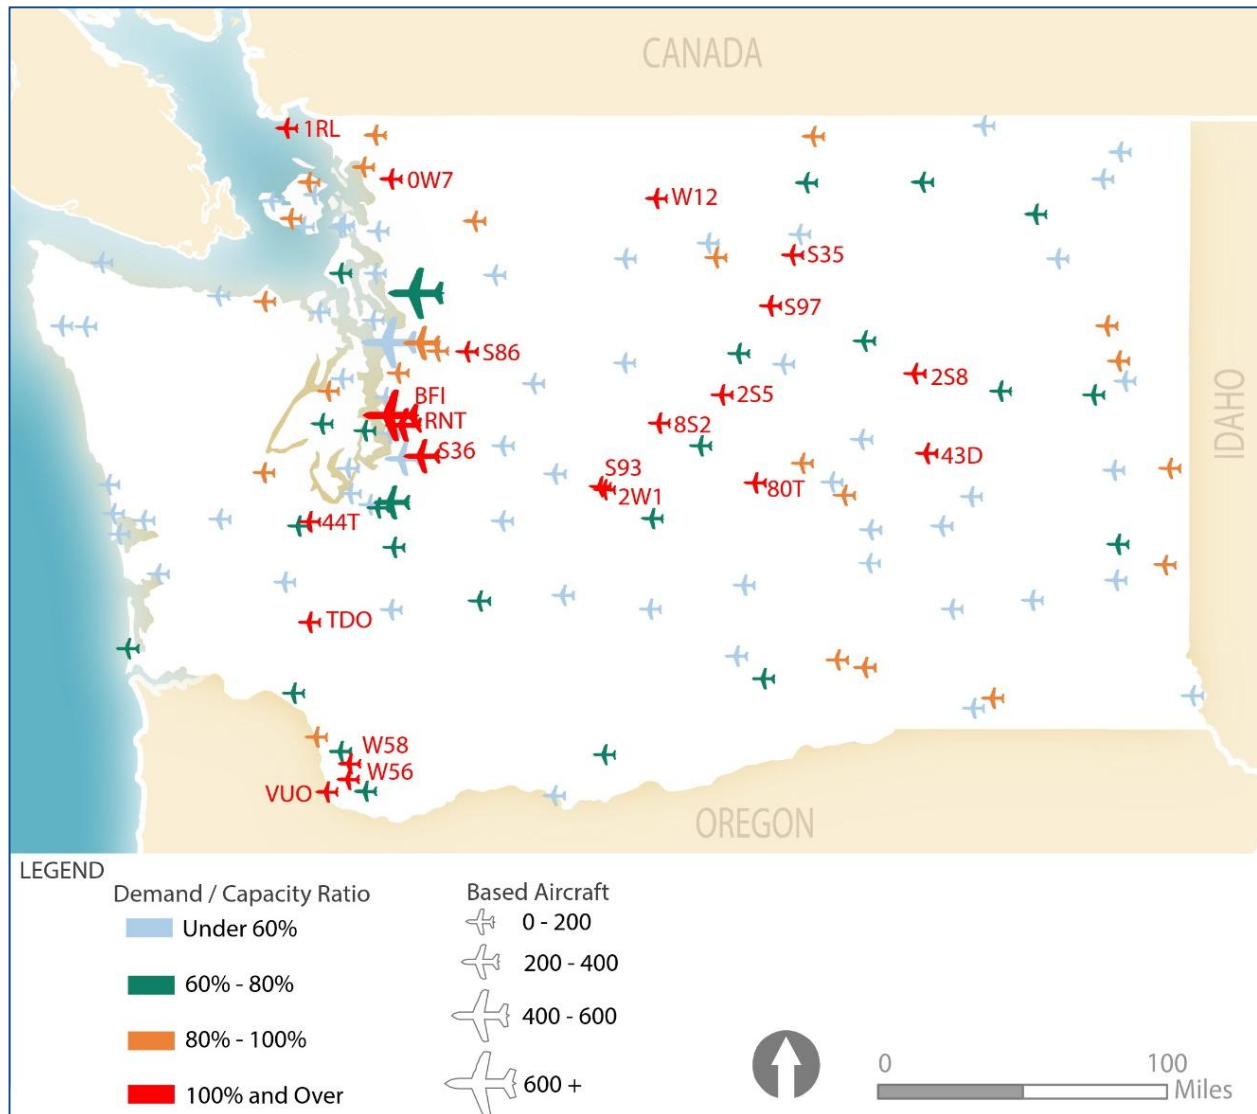 CANADA
1RL
0W7
W12
S35
S97
S86
2S8
IDAHO
2S5
BFI
RNT
8S2
S36
43D
S93
2W1
80T
44T
TDO
W58
W56
VUO
OREGON
LEGEND
Demand / Capacity Ratio
Under 60%
60% - 80%
80% - 100%
100% and Over
Based Aircraft
0 - 200
200 - 400
400 - 600
600 +
0 100
Miles